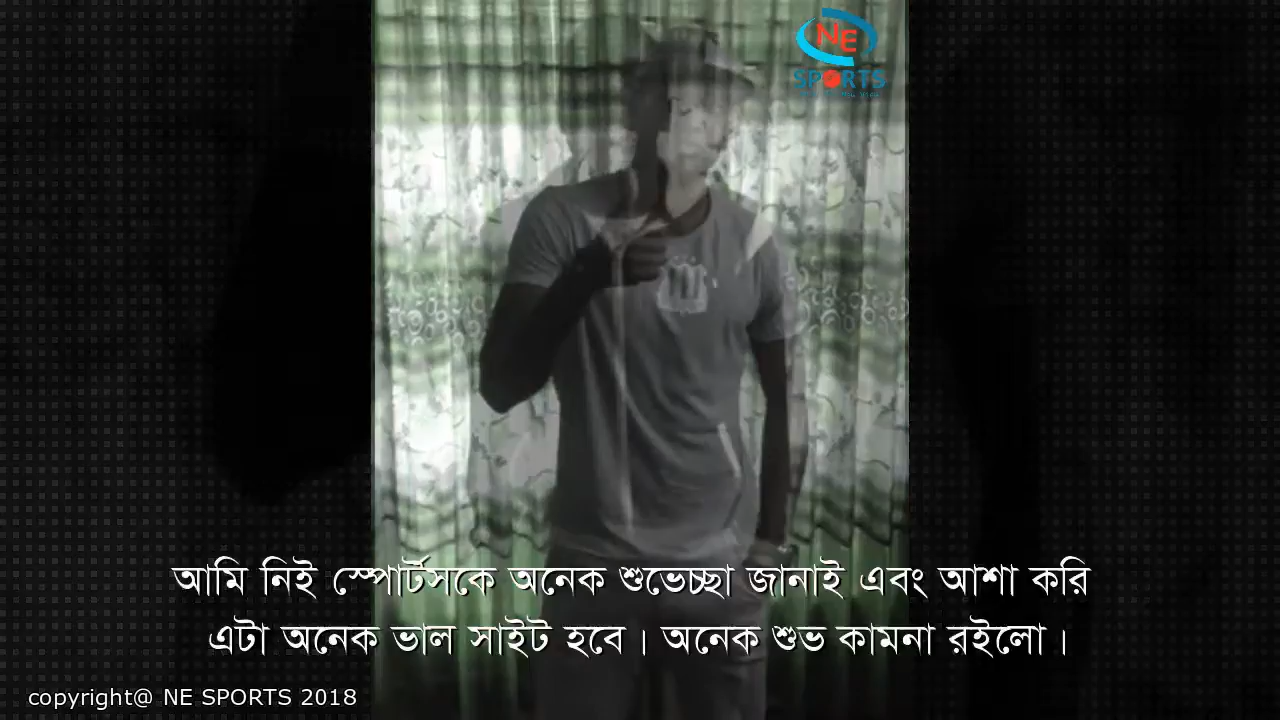 NE
SPORTS
আমি নিই স্পোর্টসকে অনেক শুভেচ্ছা জানাই এবং আশা করি
এটা অনেক ভাল সাইট হবে। অনেক শুভ কামনা রইলো।
copyright@ NE SPORTS 2018